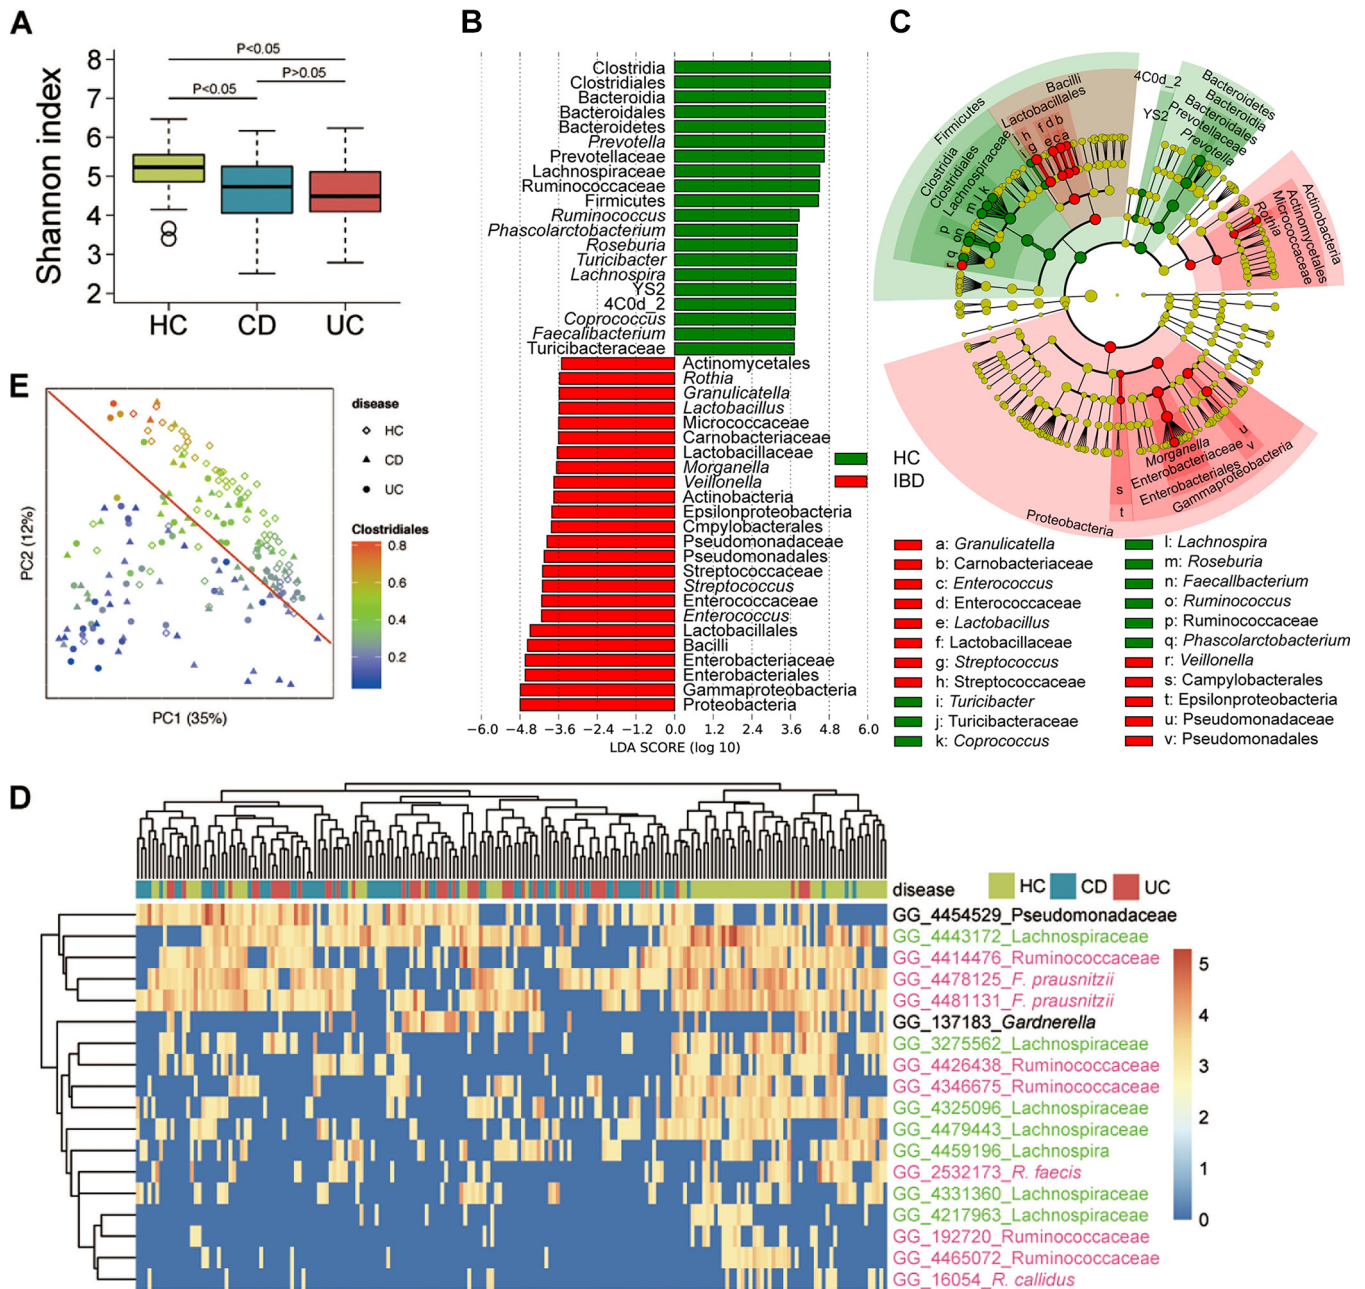 A
Shannon index
8
7
6
5
4
3
2
P<0.05
P>0.05
P<0.05
HC
CD
UC
B
Clostridia
Clostridiales
Bacteroidia
Bacteroidales
Bacteroidetes
Prevotella
Prevotellaceae
Lachnospiraceae
Ruminococcaceae
Firmicutes
Ruminococcus
Phascolarctobacterium
Roseburia
Turicibacter
Lachnospira
YS2
4C0d_2
Coprococcus
Faecalibacterium
Turicibacteraceae
Actinomycetales
Rothia
Granulicatella
Lactobacillus
Micrococcaceae
Carnobacteriaceae
Lactobacillaceae
Morganella
Veillonella
Actinobacteria
Epsilonproteobacteria
Cmpylobacterales
Pseudomonadaceae
Pseudomonadales
Streptococcaceae
Streptococcus
Enterococcaceae
Enterococcus
Lactobacillales
Bacilli
Enterobacteriaceae
Enterobacteriales
Gammaproteobacteria
Proteobacteria
−6.0 −4.8 −3.6 −2.4 −1.2 0.0 1.2 2.4 3.6 4.8 6.0
LDA SCORE (log 10)
HC
IBD
C
Firmicutes
Clostridia
Clostridiales
Lachnospiraceae
Bacilli
Lactobacillales
h f d b
i g e c a
j
k
l
m
n
o
p
q
r
4C0d_2
YS2
Bacteroidetes
Bacteroidia
Bacteroidales
Prevotellaceae
Prevotella
Actinobacteria
Actinomycetales
Micrococcaceae
Rothia
Proteobacteria
s
t
Morganella
Enterobacteriaceae
Enterobacteriales
Gammaproteobacteria
u
v
a: Granulicatella
b: Carnobacteriaceae
c: Enterococcus
d: Enterococcaceae
e: Lactobacillus
f: Lactobacillaceae
g: Streptococcus
h: Streptococcaceae
i: Turicibacter
j: Turicibacteraceae
k: Coprococcus
l: Lachnospira
m: Roseburia
n: Faecallbacterium
o: Ruminococcus
p: Ruminococcaceae
q: Phascolarctobacterium
r: Veillonella
s: Campylobacterales
t: Epsilonproteobacteria
u: Pseudomonadaceae
v: Pseudomonadales
E
PC2 (12%)
PC1 (35%)
disease
HC
CD
UC
Clostridiales
0.8
0.6
0.4
0.2
D
disease
HC
CD
UC
GG_4454529_Pseudomonadaceae
GG_4443172_Lachnospiraceae
GG_4414476_Ruminococcaceae
GG_4478125_F. prausnitzii
GG_4481131_F. prausnitzii
GG_137183_Gardnerella
GG_3275562_Lachnospiraceae
GG_4426438_Ruminococcaceae
GG_4346675_Ruminococcaceae
GG_4325096_Lachnospiraceae
GG_4479443_Lachnospiraceae
GG_4459196_Lachnospira
GG_2532173_R. faecis
GG_4331360_Lachnospiraceae
GG_4217963_Lachnospiraceae
GG_192720_Ruminococcaceae
GG_4465072_Ruminococcaceae
GG_16054_R. callidus
5
4
3
2
1
0